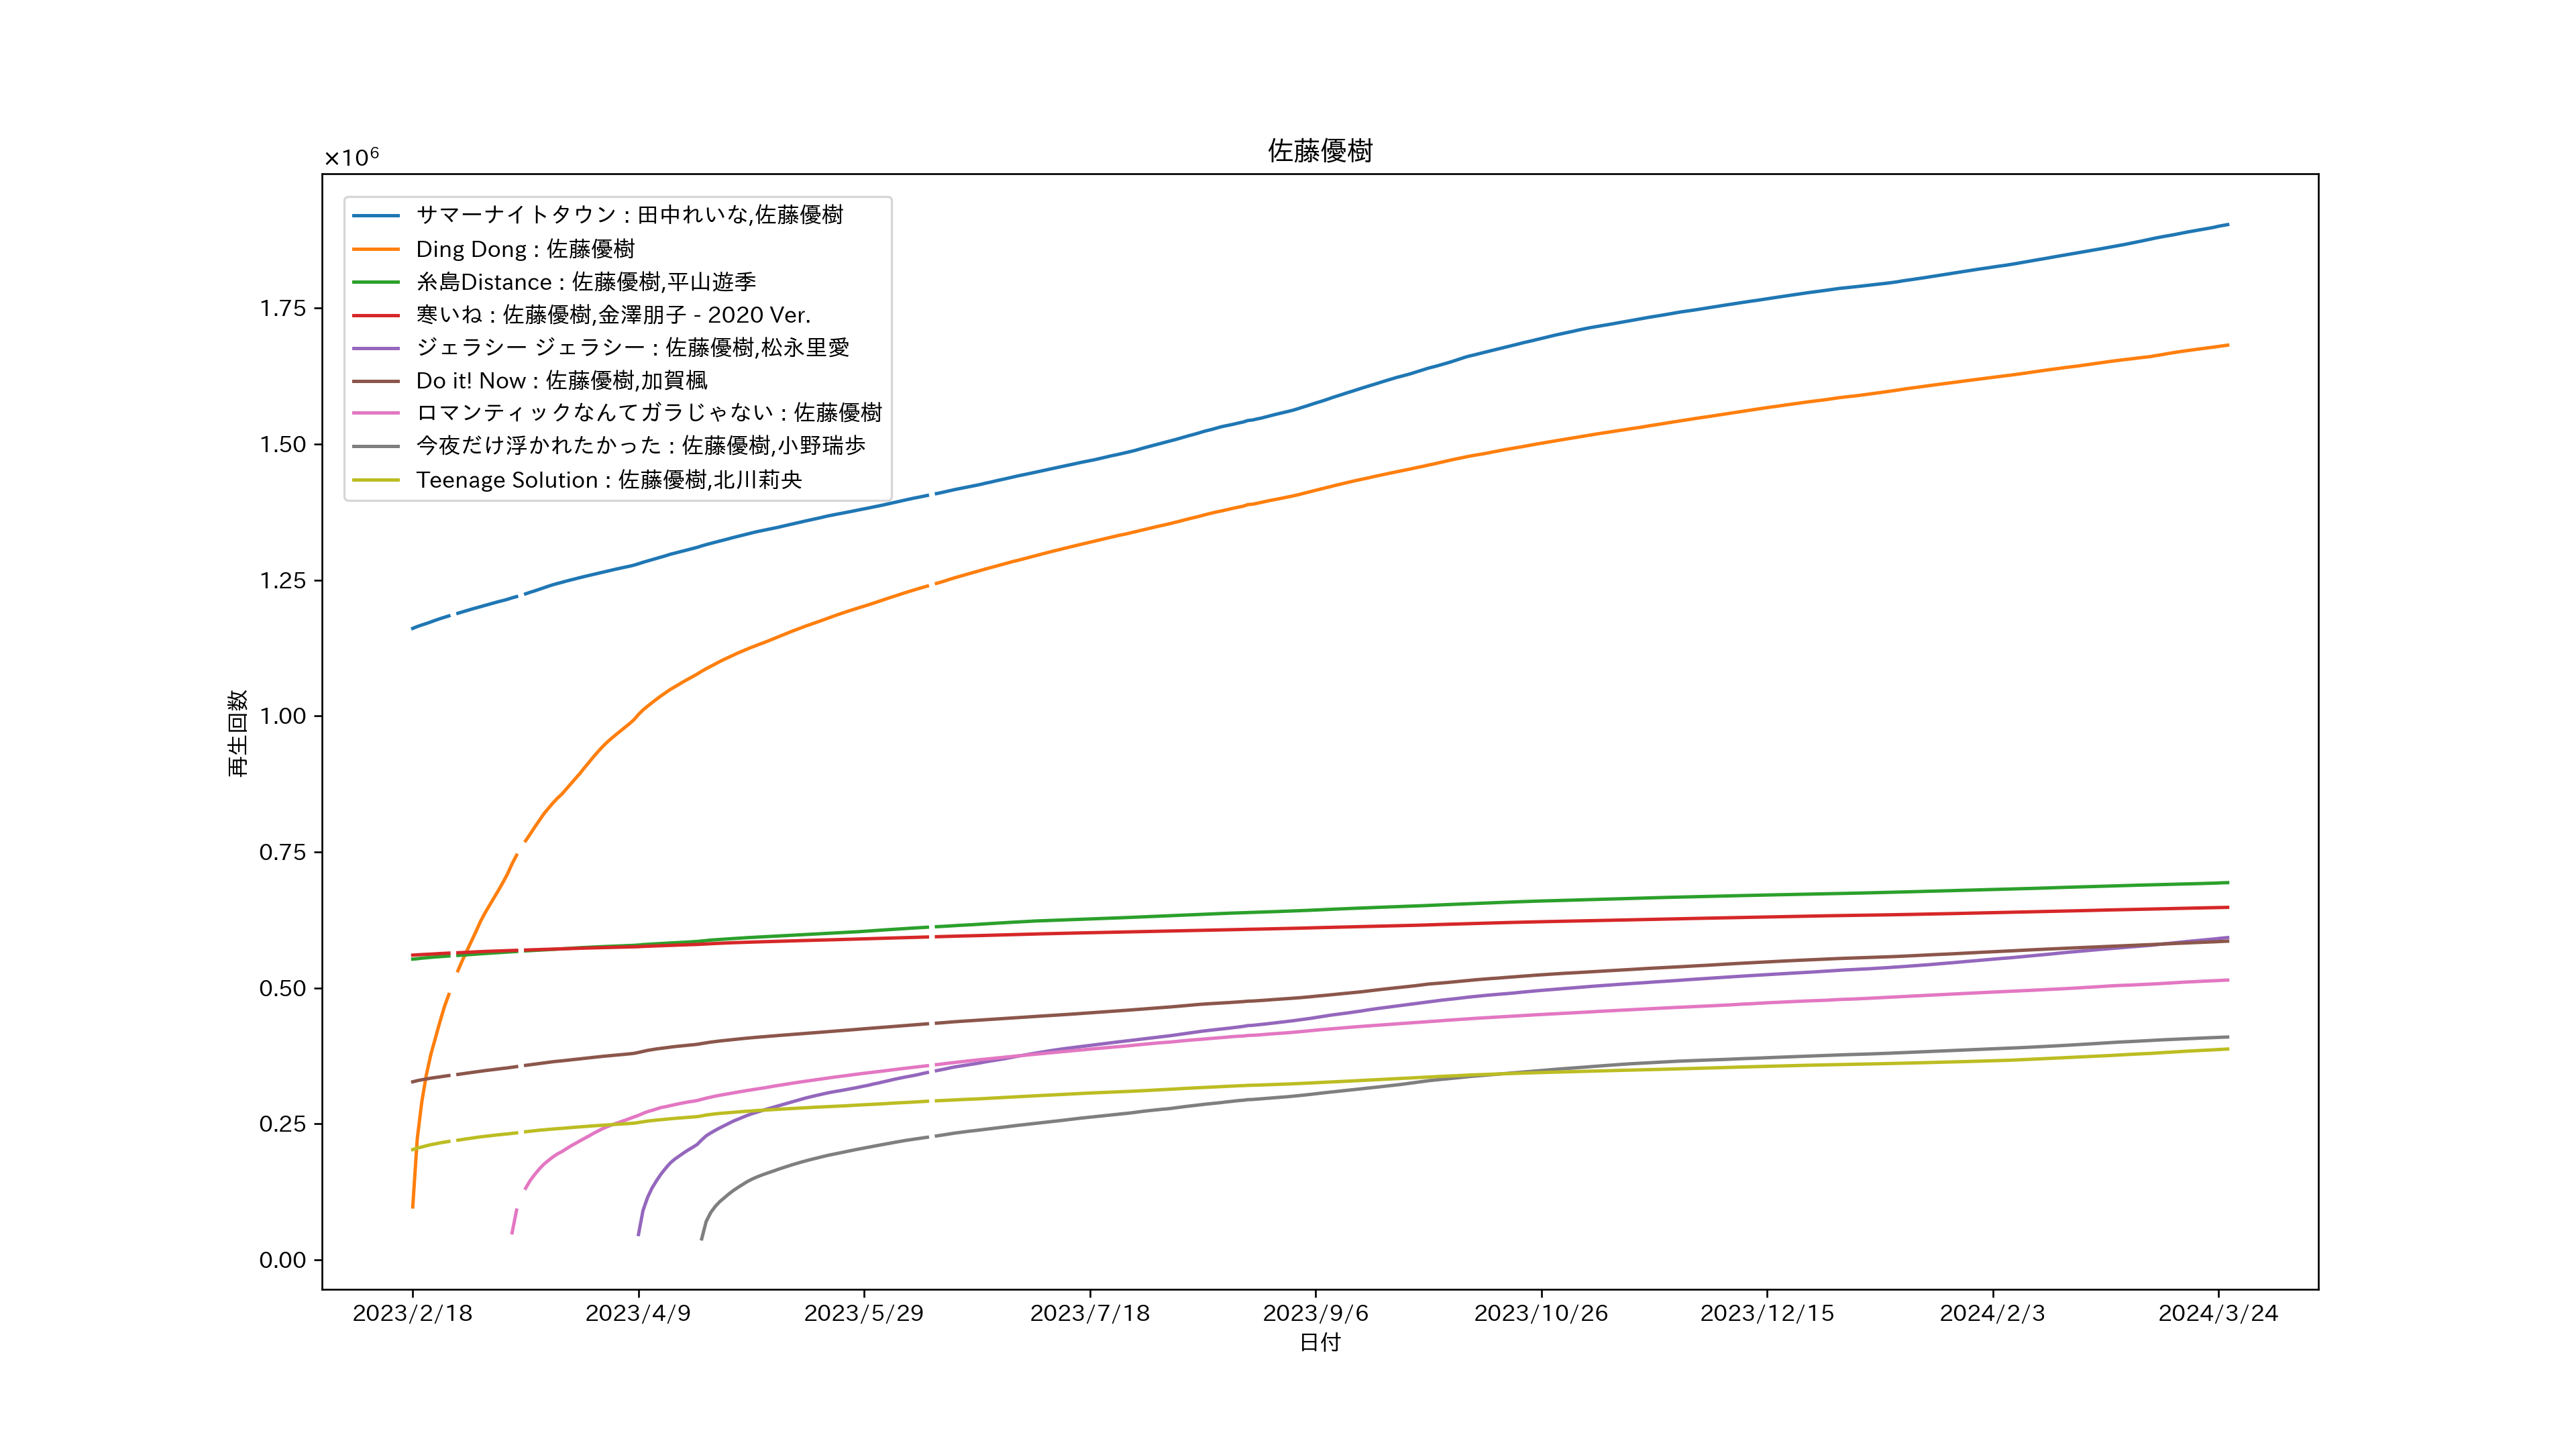 佐藤優樹
×10⁶
サマーナイトタウン : 田中れいな,佐藤優樹
Ding Dong : 佐藤優樹
糸島Distance : 佐藤優樹,平山遊季
寒いね : 佐藤優樹,金澤朋子 - 2020 Ver.
ジェラシー ジェラシー : 佐藤優樹,松永里愛
Do it! Now : 佐藤優樹,加賀楓
ロマンティックなんてガラじゃない : 佐藤優樹
今夜だけ浮かれたかった : 佐藤優樹,小野瑞歩
Teenage Solution : 佐藤優樹,北川莉央
1.75
1.50
1.25
1.00
0.75
0.50
0.25
0.00
再生回数
2023/2/18 2023/4/9 2023/5/29 2023/7/18 2023/9/6 2023/10/26 2023/12/15 2024/2/3 2024/3/24
日付